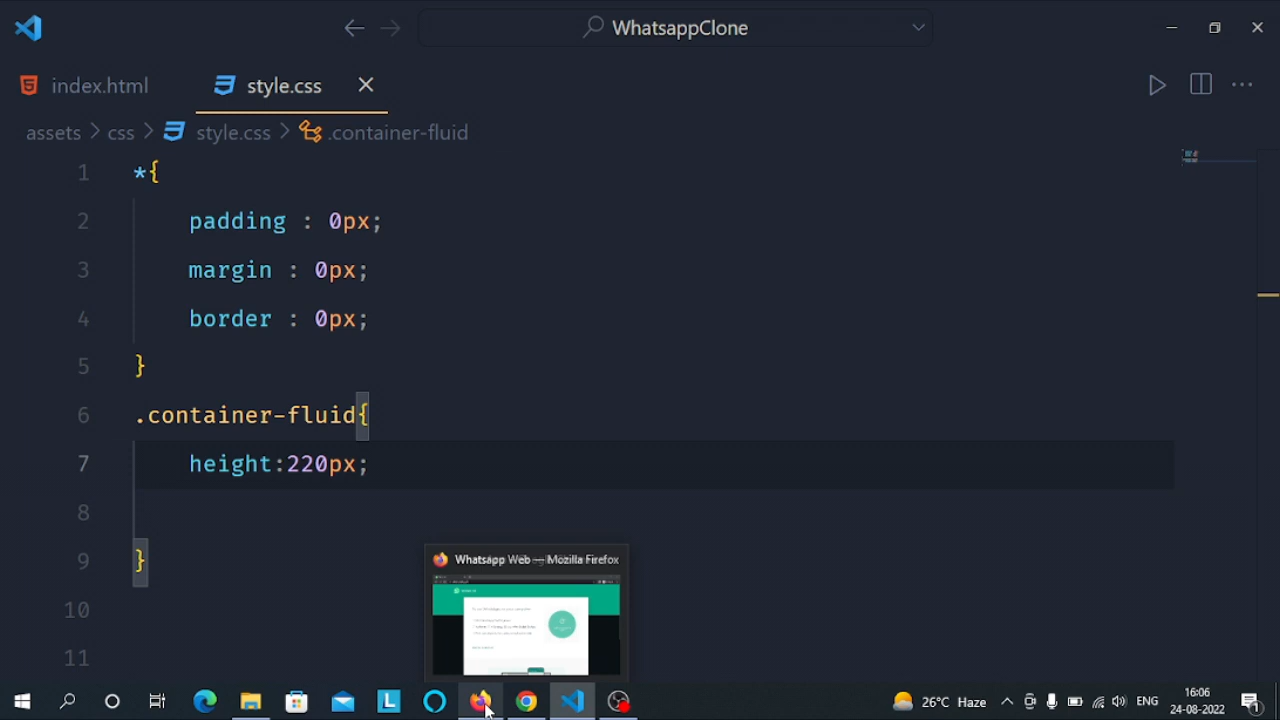 WhatsappClone
index.html
style.css
assets > css > style.css > .container-fluid
1 *{
2 padding : 0px;
3 margin : 0px;
4 border : 0px;
5 }
6 .container-fluid{
7 height:220px;
8
9 }
10
11
Whatsapp Web — Mozilla Firefox
L
26°C Haze
ENG
16:06
24-08-2022
1